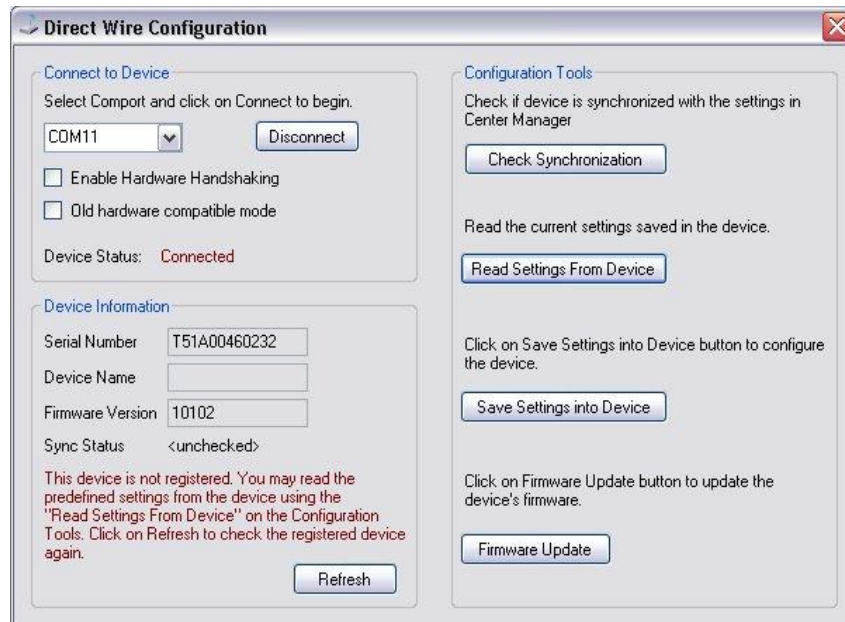 Direct Wire Configuration
Connect to Device
Select Comport and click on Connect to begin.
COM11
Disconnect
Enable Hardware Handshaking
Old hardware compatible mode
Device Status: Connected
Device Information
Serial Number T51A00460232
Device Name
Firmware Version 10102
Sync Status <unchecked>
This device is not registered. You may read the
predefined settings from the device using the
"Read Settings From Device" on the Configuration
Tools. Click on Refresh to check the registered device
again.
Refresh
Configuration Tools
Check if device is synchronized with the settings in
Center Manager
Check Synchronization
Read the current settings saved in the device.
Read Settings From Device
Click on Save Settings into Device button to configure
the device.
Save Settings into Device
Click on Firmware Update button to update the
device's firmware.
Firmware Update